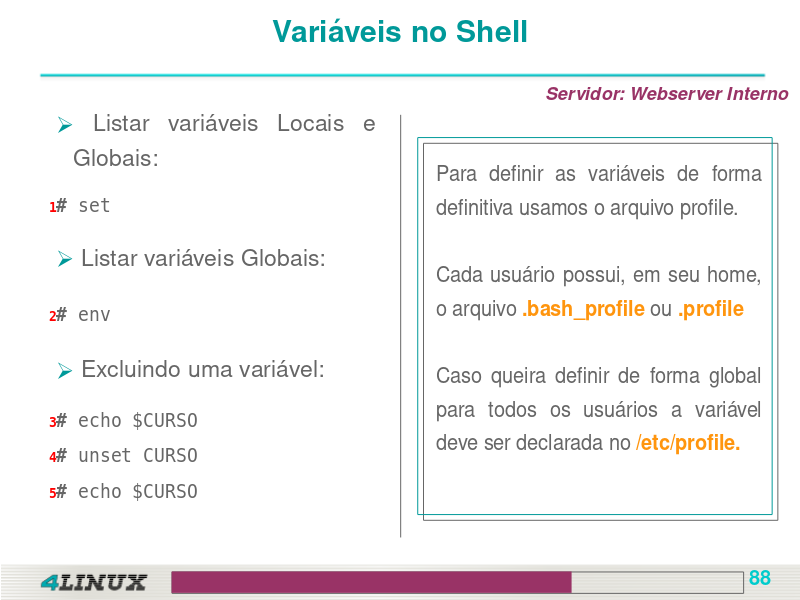 Variáveis no Shell
Servidor: Webserver Interno
➢ Listar variáveis Locais e
Globais:
1# set
➢ Listar variáveis Globais:
2# env
➢ Excluindo uma variável:
3# echo $CURSO
4# unset CURSO
5# echo $CURSO
Para definir as variáveis de forma
definitiva usamos o arquivo profile.
Cada usuário possui, em seu home,
o arquivo .bash_profile ou .profile
Caso queira definir de forma global
para todos os usuários a variável
deve ser declarada no /etc/profile.
4LINUX
88